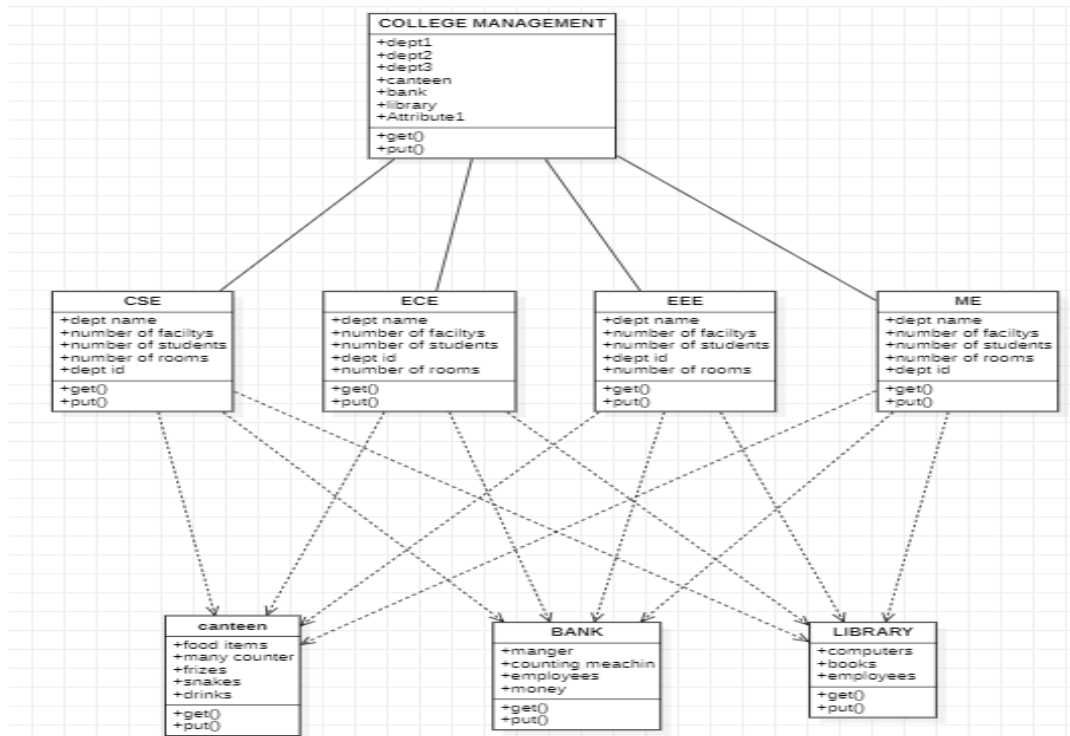 COLLEGE MANAGEMENT
+dept1
+dept2
+dept3
+canteen
+bank
+library
+Attribute1
+get()
+put()
CSE
+dept name
+number of faciltys
+number of students
+number of rooms
+dept id
+get()
+put()
ECE
+dept name
+number of faciltys
+number of students
+dept id
+number of rooms
+get()
+put()
EEE
+dept name
+number of faciltys
+number of students
+dept id
+number of rooms
+get()
+put()
ME
+dept name
+number of faciltys
+number of students
+number of rooms
+dept id
+get()
+put()
canteen
+food items
+many counter
+frizes
+snakes
+drinks
+get()
+put()
BANK
+manger
+counting meachin
+employees
+money
+get()
+put()
LIBRARY
+computers
+books
+employees
+get()
+put()